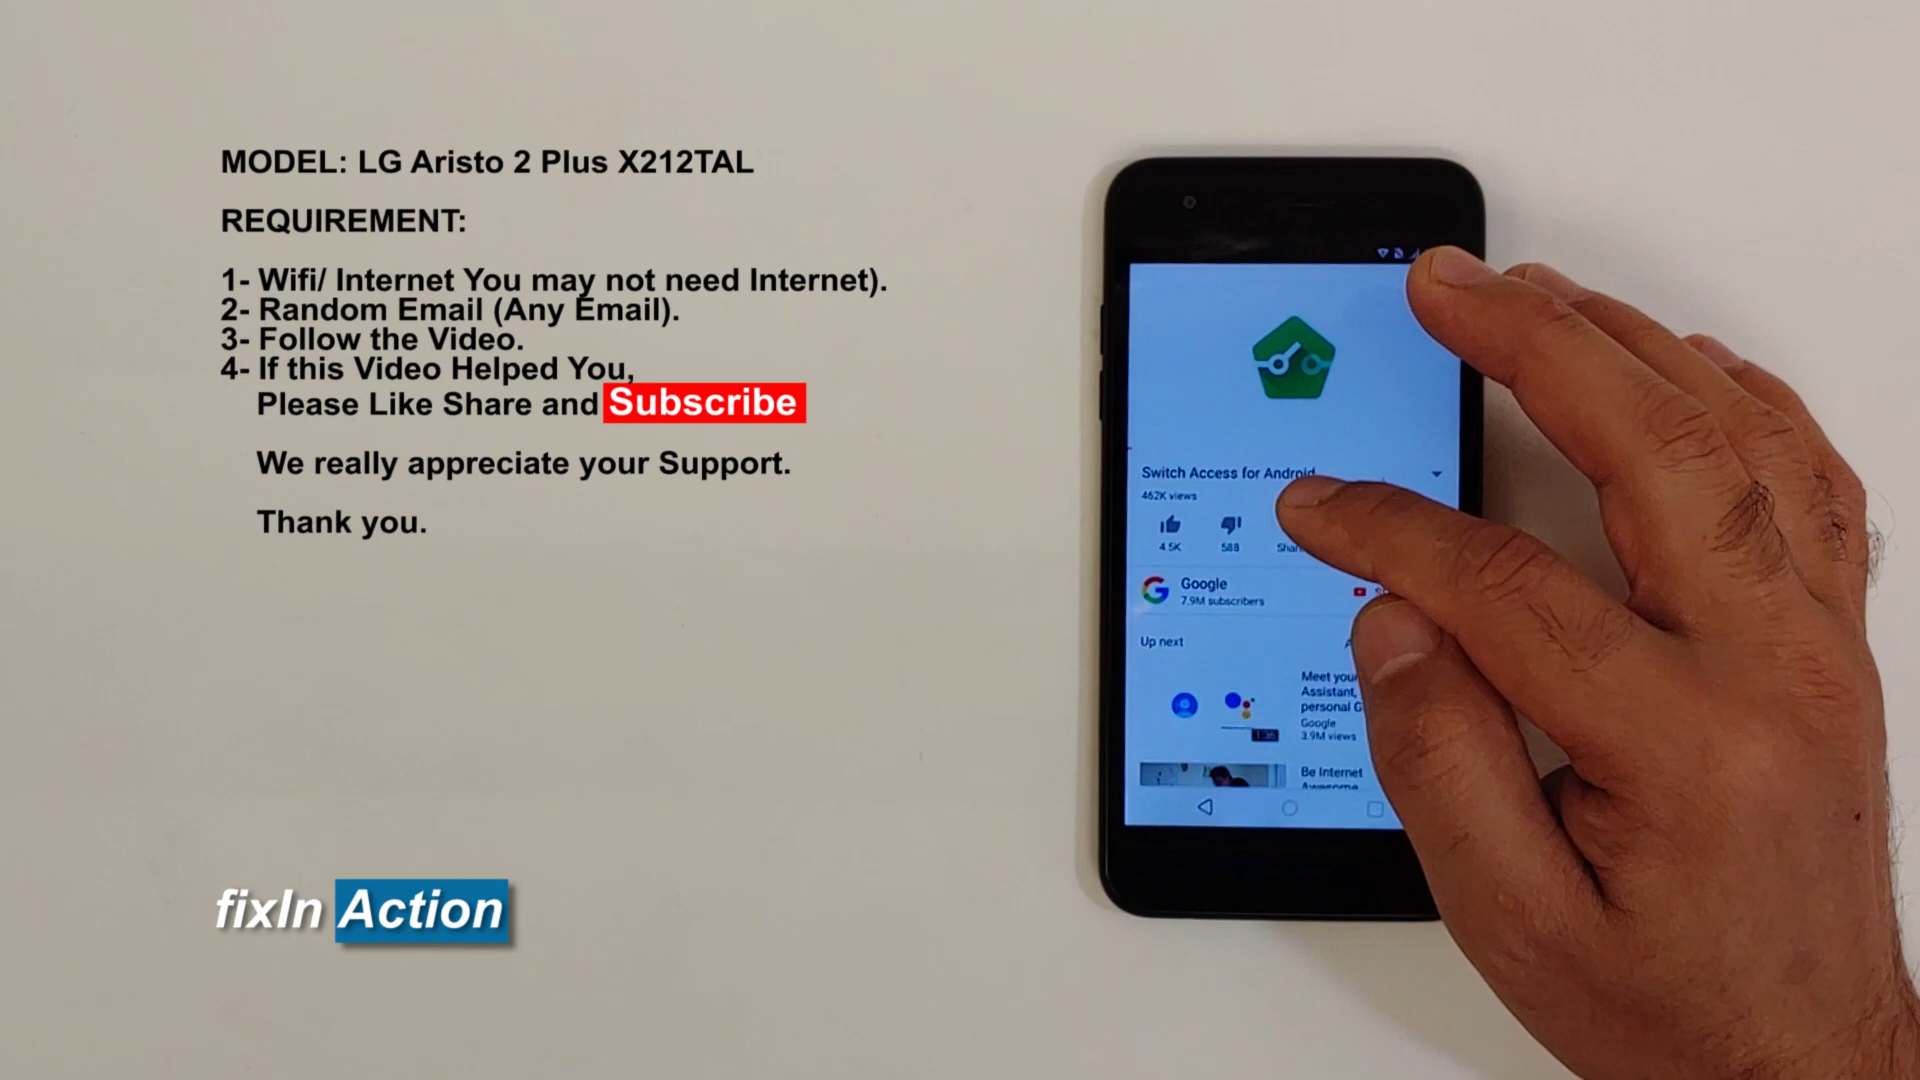 MODEL: LG Aristo 2 Plus X212TAL
REQUIREMENT:
1- Wifi/ Internet You may not need Internet).
2- Random Email (Any Email).
3- Follow the Video.
4- If this Video Helped You,
Please Like Share and Subscribe
We really appreciate your Support.
Thank you.
fixIn Action
Switch Access for Android
462K views
4.5K
588
Google
7.9M subscribers
Up next
Meet your
Assistant,
personal G
Google
3.9M views
1:36
Be Internet
Awesome